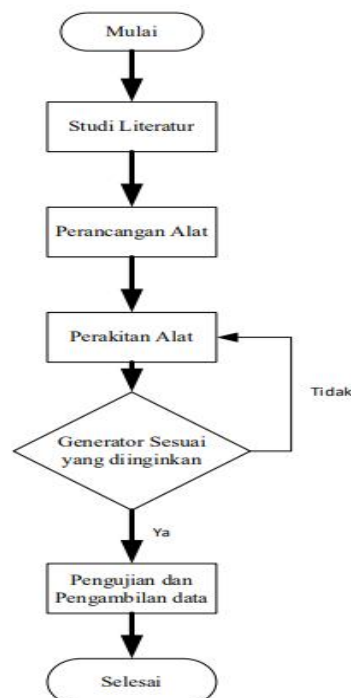 Mulai
Studi Literatur
Perancangan Alat
Perakitan Alat
Tidak
Generator Sesuai
yang diinginkan
Ya
Pengujian dan
Pengambilan data
Selesai